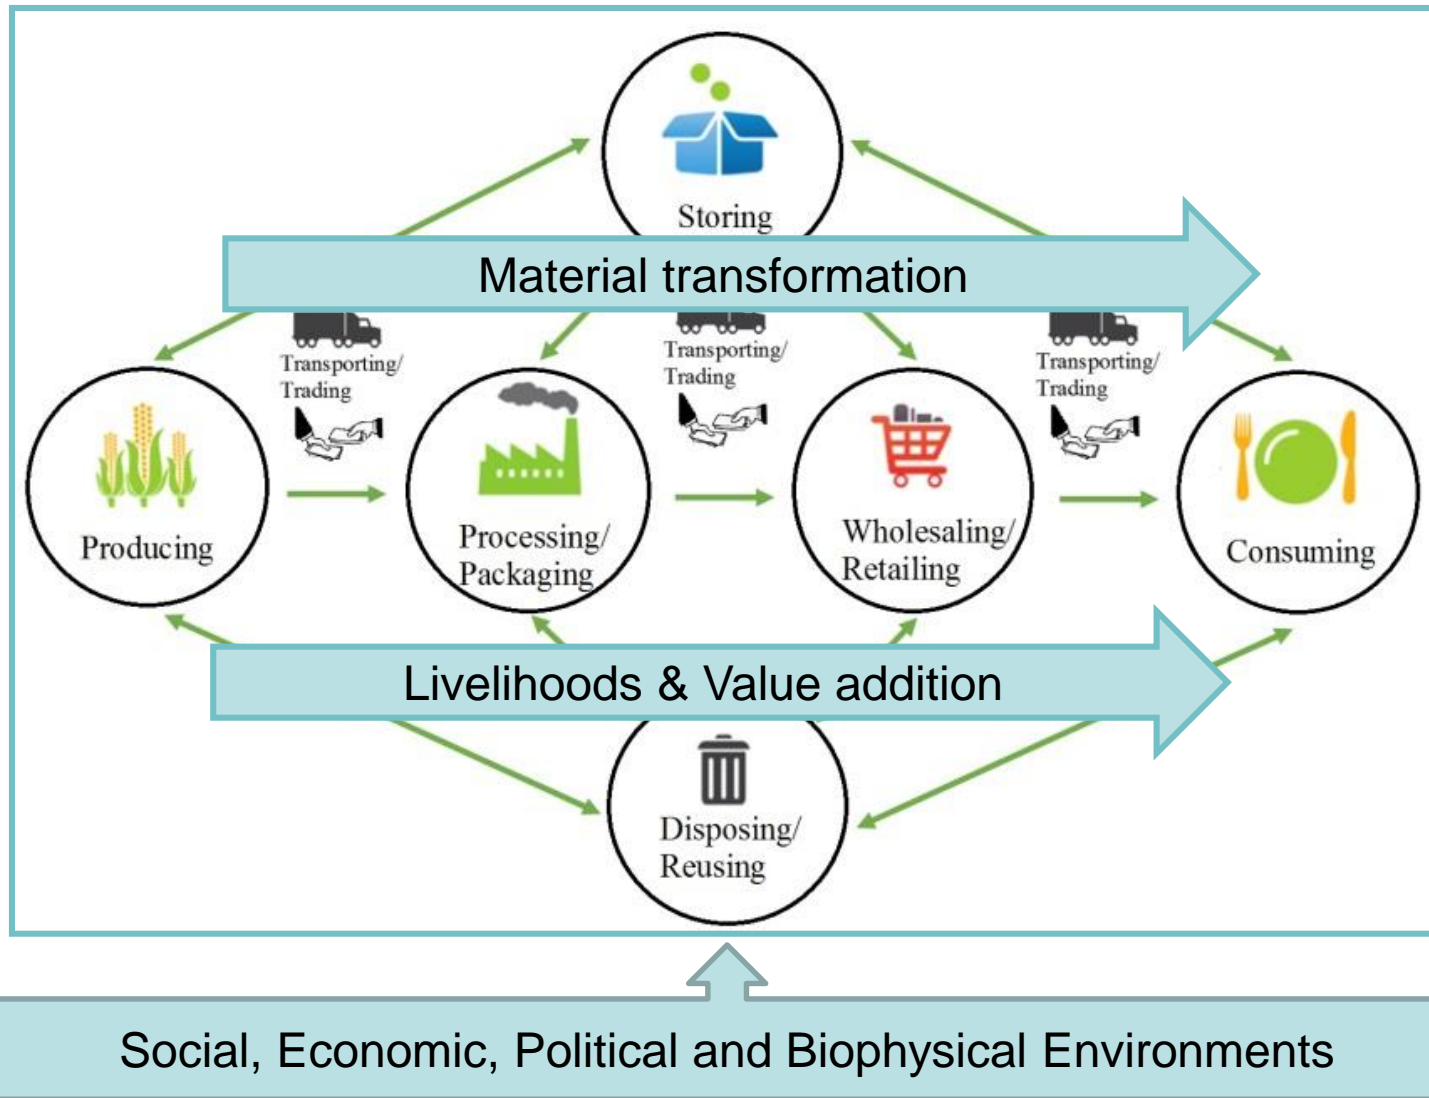 Storing
Material transformation
Transporting/
Trading
Transporting/
Trading
Transporting/
Trading
Producing
Processing/
Packaging
Wholesaling/
Retailing
Consuming
Livelihoods & Value addition
Disposing/
Reusing
Social, Economic, Political and Biophysical Environments